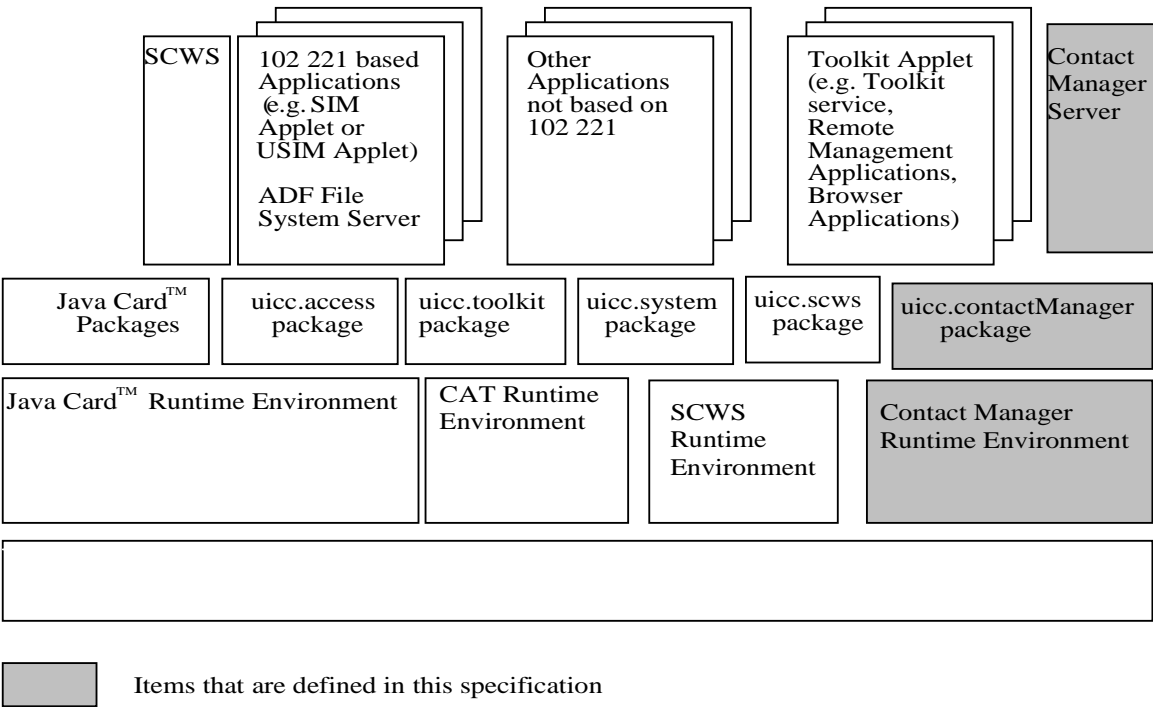 SCWS
102 221 based
Applications
(e.g. SIM
Applet or
USIM Applet)
ADF File
System Server
Other
Applications
not based on
102 221
Toolkit Applet
(e.g. Toolkit
service,
Remote
Management
Applications,
Browser
Applications)
Contact
Manager
Server
Java Card™
Packages
uicc.access
package
uicc.toolkit
package
uicc.system
package
uicc.scws
package
uicc.contactManager
package
Java Card™ Runtime Environment
CAT Runtime
Environment
SCWS
Runtime
Environment
Contact Manager
Runtime Environment
Items that are defined in this specification